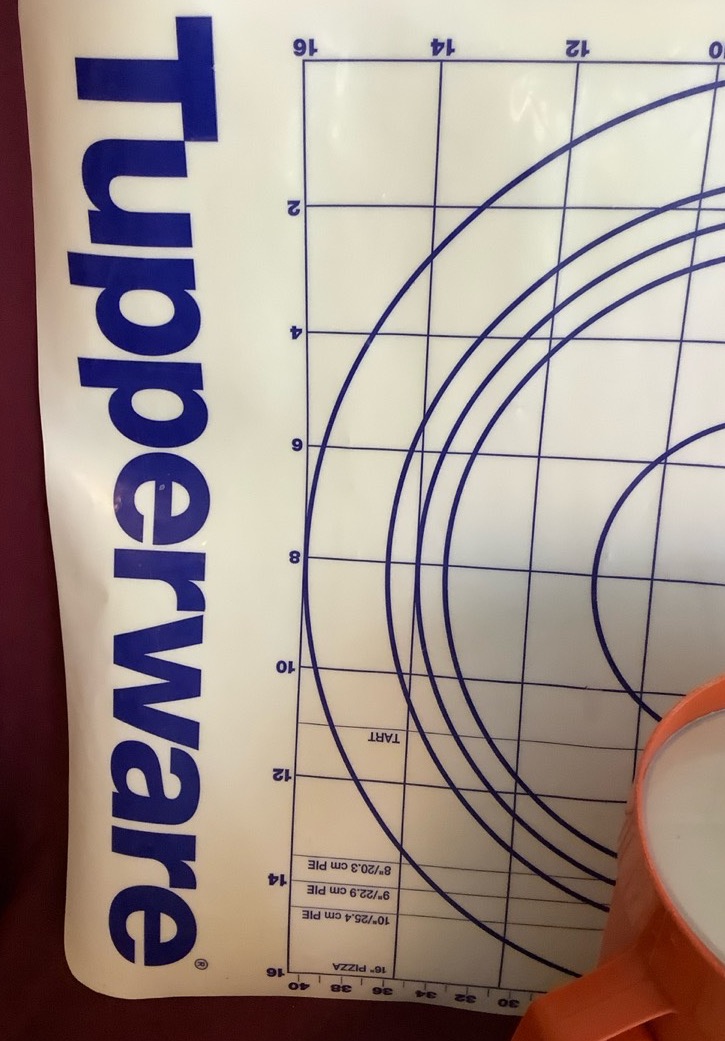 Tupperware®
16 14 12 10
2
4
6
8
10
TART
12
8"/20.3 cm PIE
14
9"/22.9 cm PIE
10"/25.4 cm PIE
16" PIZZA
16
40 38 36 34 32 30